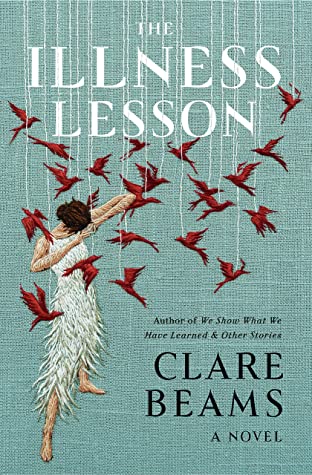 THE
ILLNESS
LESSON
Author of We Show What We
Have Learned & Other Stories
CLARE
BEAMS
A NOVEL